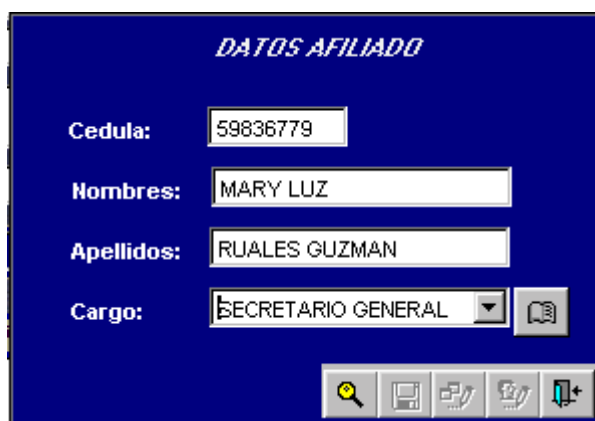 DATOS AFILIADO
Cedula: 59836779
Nombres: MARY LUZ
Apellidos: RUALES GUZMAN
Cargo: SECRETARIO GENERAL